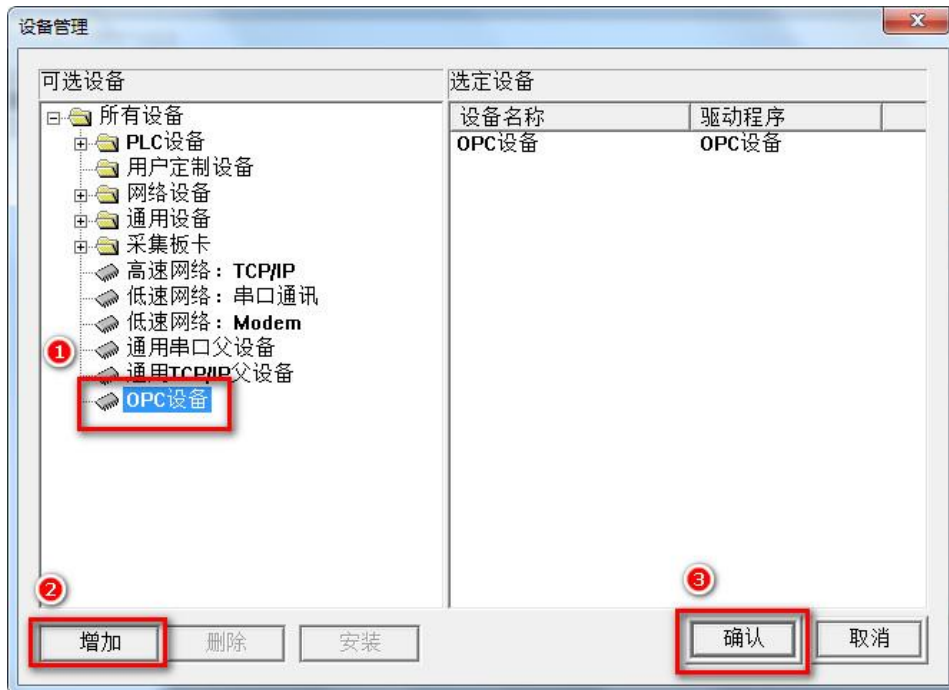 设备管理
可选设备
所有设备
PLC设备
用户定制设备
网络设备
通用设备
采集板卡
高速网络：TCP/IP
低速网络：串口通讯
低速网络：Modem
1
通用串口父设备
通用TCP/IP父设备
OPC设备
选定设备
设备名称 驱动程序
OPC设备 OPC设备
2
3
增加 删除 安装 确认 取消